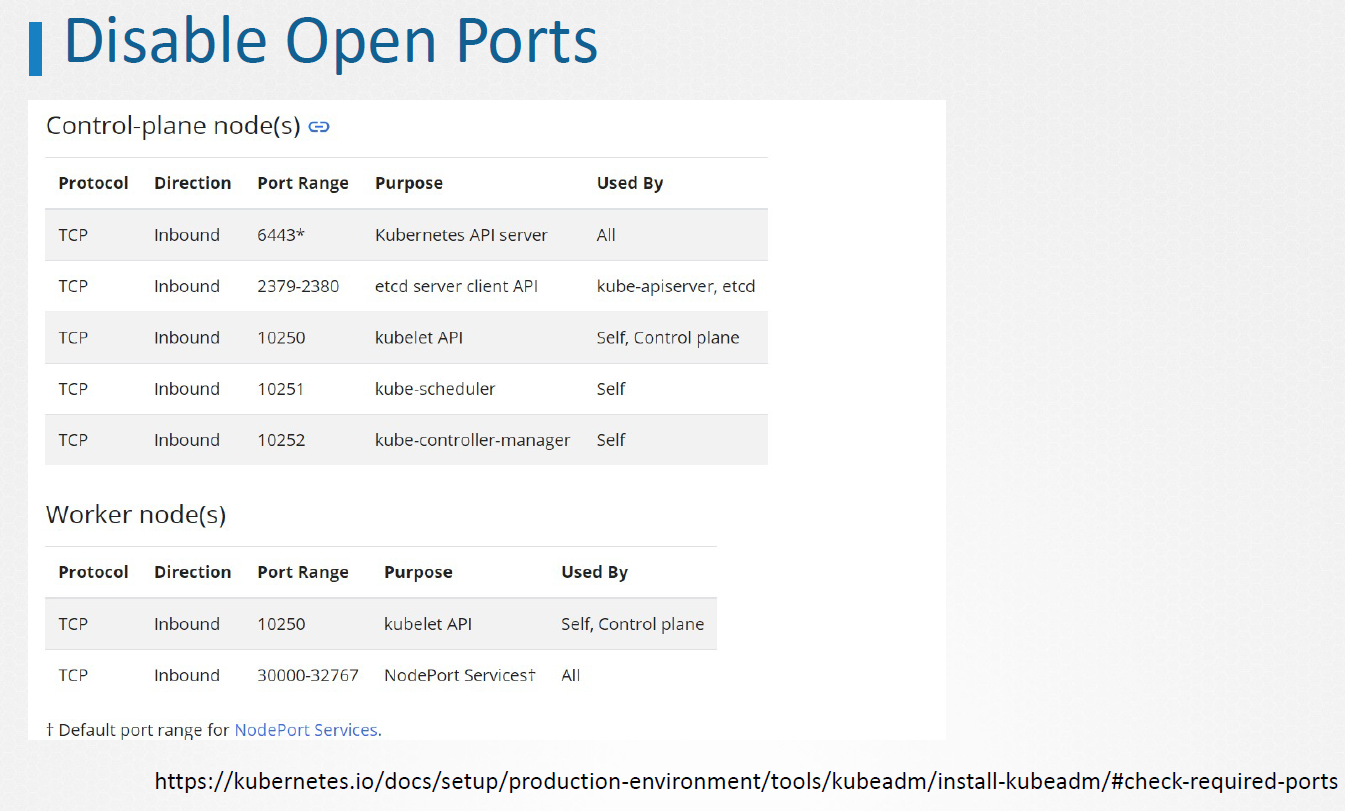 Disable Open Ports
Control-plane node(s)
Protocol Direction Port Range Purpose Used By
TCP Inbound 6443* Kubernetes API server All
TCP Inbound 2379-2380 etcd server client API kube-apiserver, etcd
TCP Inbound 10250 kubelet API Self, Control plane
TCP Inbound 10251 kube-scheduler Self
TCP Inbound 10252 kube-controller-manager Self
Worker node(s)
Protocol Direction Port Range Purpose Used By
TCP Inbound 10250 kubelet API Self, Control plane
TCP Inbound 30000-32767 NodePort Services† All
† Default port range for NodePort Services.
https://kubernetes.io/docs/setup/production-environment/tools/kubeadm/install-kubeadm/#check-required-ports